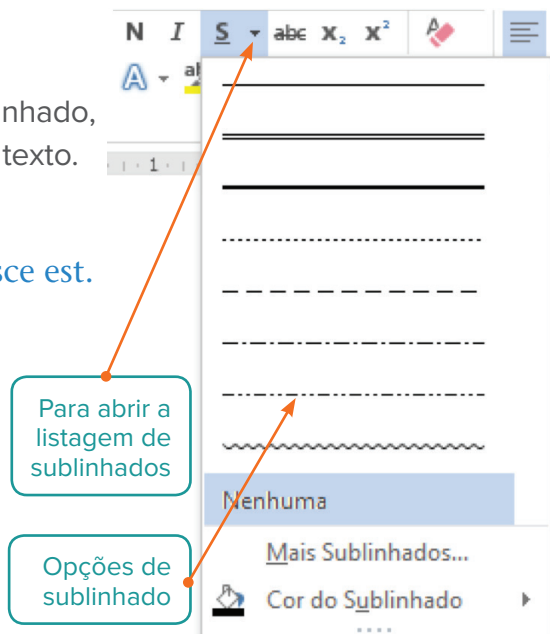 N I S abc X₂ X²
A
inhado,
texto.
1
sce est.
Para abrir a
listagem de
sublinhados
Nenhuma
Mais Sublinhados...
Opções de
sublinhado
Cor do Sublinhado